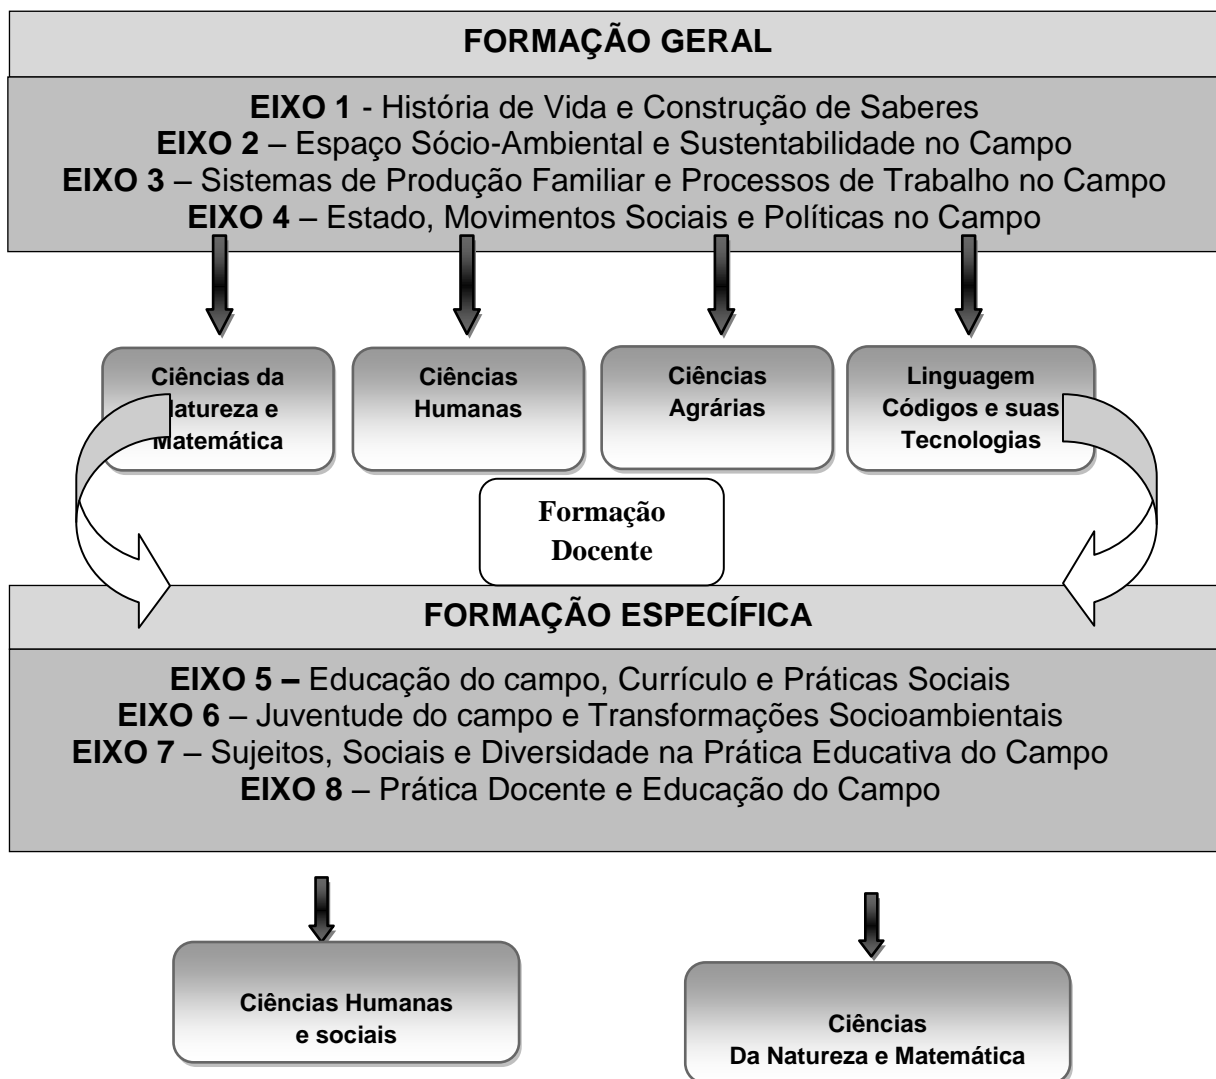 FORMAÇÃO GERAL
EIXO 1 - História de Vida e Construção de Saberes
EIXO 2 – Espaço Sócio-Ambiental e Sustentabilidade no Campo
EIXO 3 – Sistemas de Produção Familiar e Processos de Trabalho no Campo
EIXO 4 – Estado, Movimentos Sociais e Políticas no Campo
Ciências da
Natureza e
Matemática
Ciências
Humanas
Ciências
Agrárias
Linguagem
Códigos e suas
Tecnologias
Formação
Docente
FORMAÇÃO ESPECÍFICA
EIXO 5 – Educação do campo, Currículo e Práticas Sociais
EIXO 6 – Juventude do campo e Transformações Socioambientais
EIXO 7 – Sujeitos, Sociais e Diversidade na Prática Educativa do Campo
EIXO 8 – Prática Docente e Educação do Campo
Ciências Humanas
e sociais
Ciências
Da Natureza e Matemática